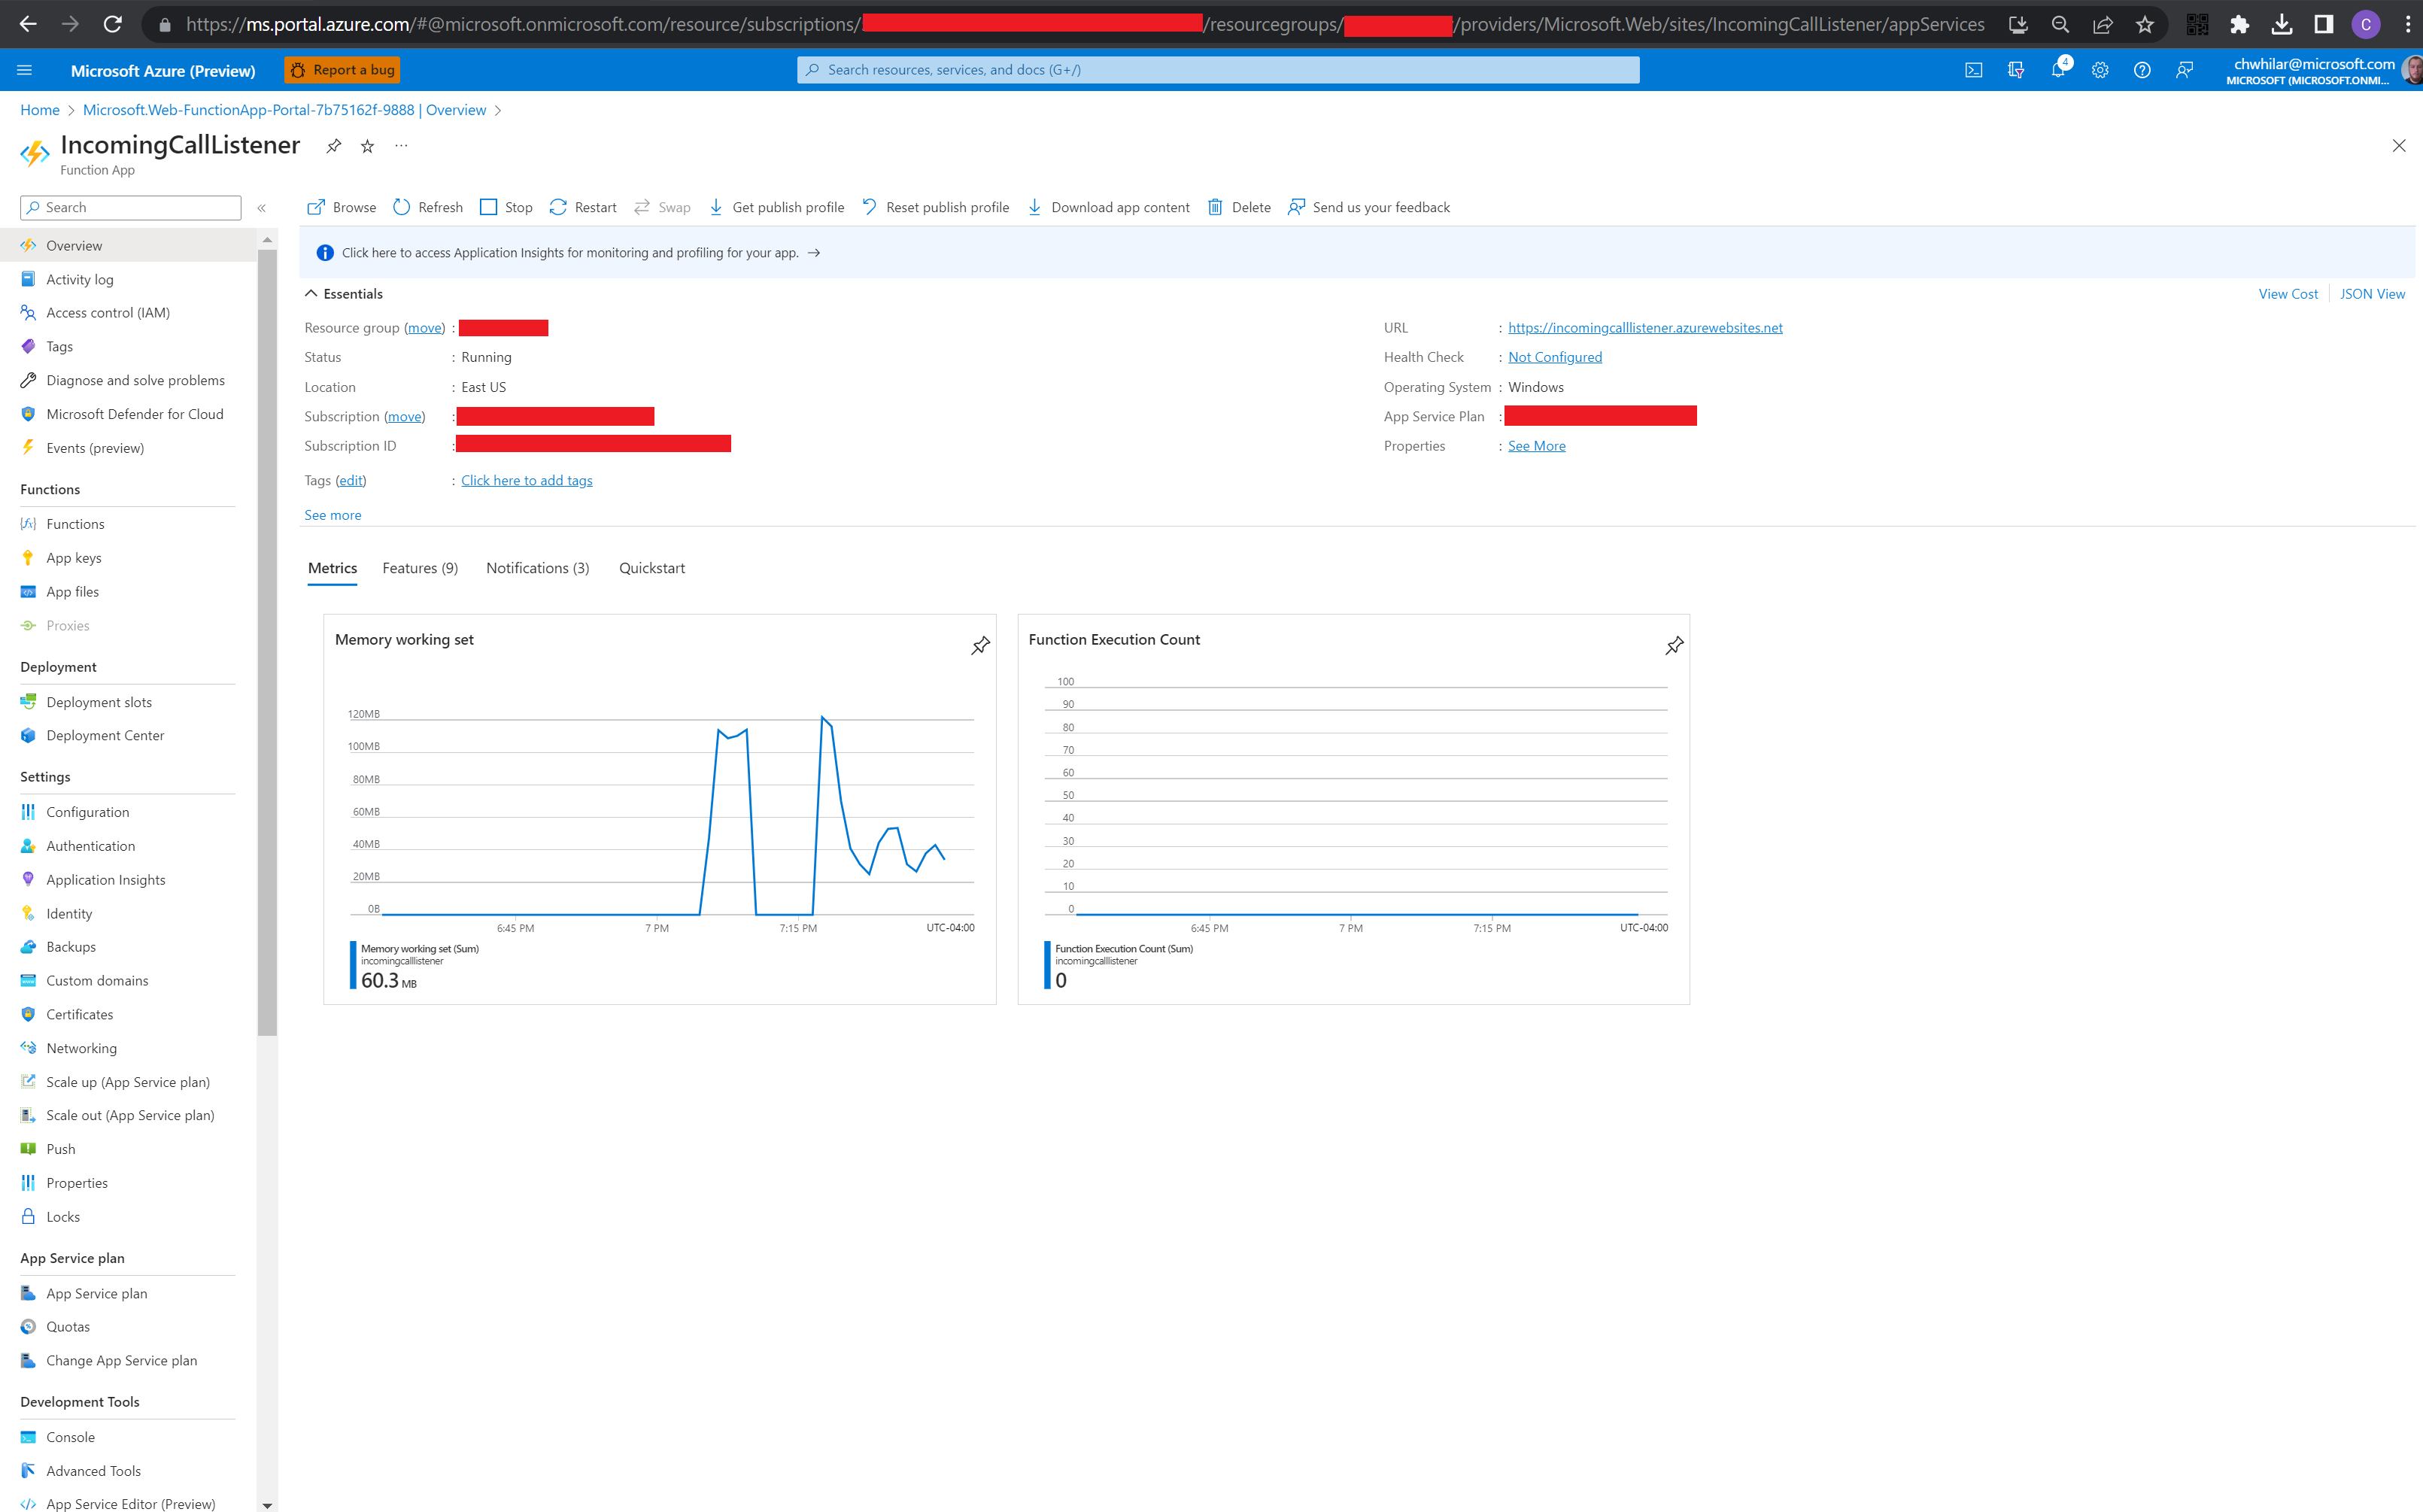 https://ms.portal.azure.com/#@microsoft.onmicrosoft.com/resource/subscriptions/ /resourcegroups/ /providers/Microsoft.Web/sites/IncomingCallListener/appServices
C
Microsoft Azure (Preview)
Report a bug
Search resources, services, and docs (G+/)
4
chwhilar@microsoft.com
MICROSOFT (MICROSOFT.ONMI...
Home > Microsoft.Web-FunctionApp-Portal-7b75162f-9888 | Overview >
IncomingCallListener
Function App
Search
Browse
Refresh
Stop
Restart
Swap
Get publish profile
Reset publish profile
Download app content
Delete
Send us your feedback
Overview
Activity log
Access control (IAM)
Tags
Diagnose and solve problems
Microsoft Defender for Cloud
Events (preview)
Functions
Functions
App keys
App files
Proxies
Deployment
Deployment slots
Deployment Center
Settings
Configuration
Authentication
Application Insights
Identity
Backups
Custom domains
Certificates
Networking
Scale up (App Service plan)
Scale out (App Service plan)
Push
Properties
Locks
App Service plan
App Service plan
Quotas
Change App Service plan
Development Tools
Console
Advanced Tools
App Service Editor (Preview)
Click here to access Application Insights for monitoring and profiling for your app.
Essentials
View Cost
JSON View
Resource group (move) :
Status : Running
Location : East US
Subscription (move) :
Subscription ID :
Tags (edit) : Click here to add tags
See more
URL : https://incomingcalllistener.azurewebsites.net
Health Check : Not Configured
Operating System : Windows
App Service Plan :
Properties : See More
Metrics
Features (9)
Notifications (3)
Quickstart
Memory working set
120MB
100MB
80MB
60MB
40MB
20MB
0B
6:45 PM
7 PM
7:15 PM
UTC-04:00
Memory working set (Sum)
incomingcalllistener
60.3 MB
Function Execution Count
100
90
80
70
60
50
40
30
20
10
0
6:45 PM
7 PM
7:15 PM
UTC-04:00
Function Execution Count (Sum)
incomingcalllistener
0